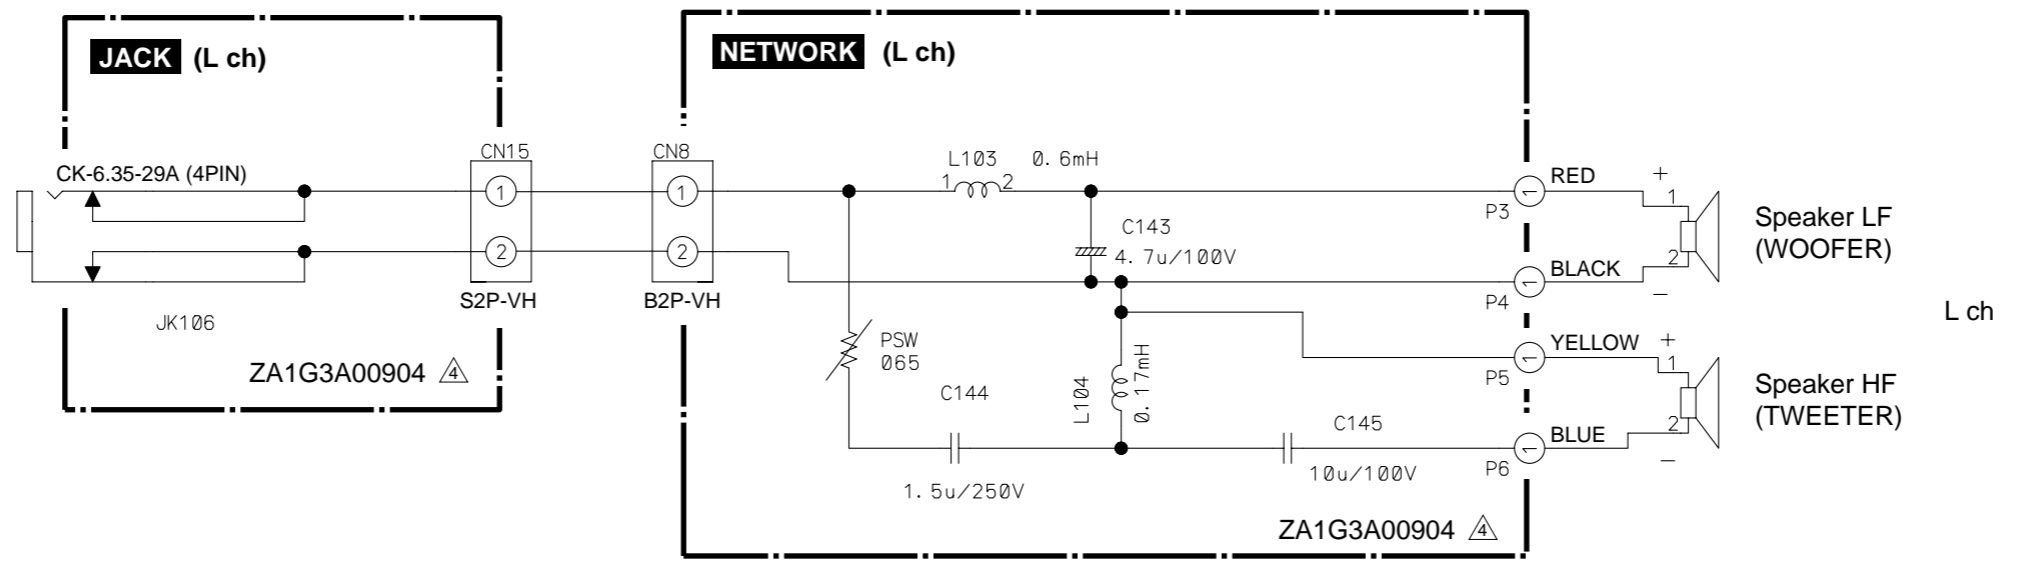 JACK (L ch)
NETWORK (L ch)
CK-6.35-29A (4PIN)
CN15
CN8
1
2
S2P-VH
B2P-VH
1
2
JK106
ZA1G3A00904 4
L103 0.6mH
1 2
C143
4.7u/100V
PSW
065
C144
1.5u/250V
L104
0.17mH
C145
10u/100V
ZA1G3A00904 4
1
P3
RED
1
P4
BLACK
1
P5
YELLOW
1
P6
BLUE
+
1
2
−
Speaker LF
(WOOFER)
+
1
2
−
Speaker HF
(TWEETER)
L ch